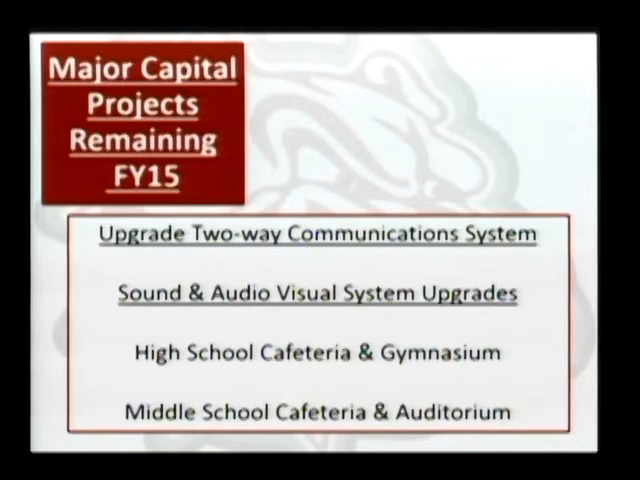 Major Capital
Projects
Remaining
FY15
Upgrade Two-way Communications System
Sound & Audio Visual System Upgrades
High School Cafeteria & Gymnasium
Middle School Cafeteria & Auditorium